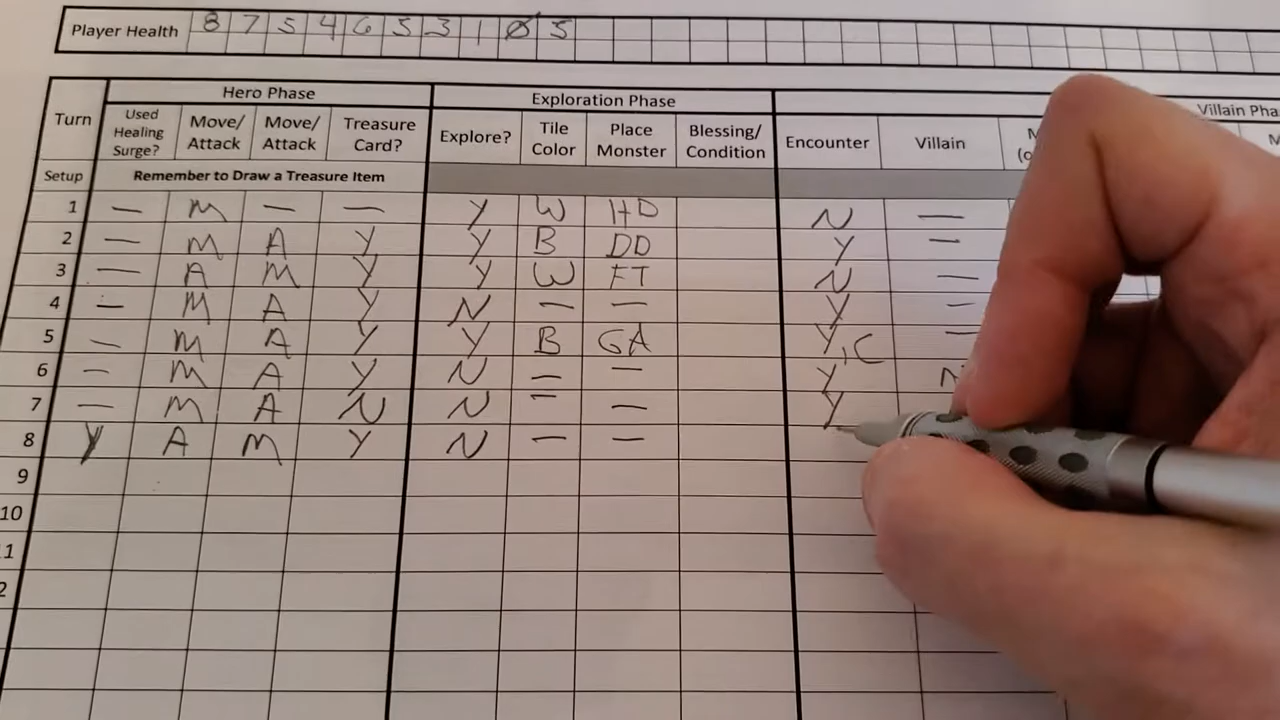 Player Health 8 7 5 4 6 5 3 1 0 5
Hero Phase Exploration Phase Villain Pha
Turn Used Healing Surge? Move/ Attack Move/ Attack Treasure Card? Explore? Tile Color Place Monster Blessing/ Condition Encounter Villain
Setup Remember to Draw a Treasure Item
1 — M — — Y W HD N —
2 — M A Y Y B DD Y —
3 — A M Y Y W FT N —
4 — M A Y N — — Y —
5 — M A Y Y B GA Y, C —
6 — M A Y N — — Y N
7 — M A N N — — Y
8 Y A M Y N — —
9
10